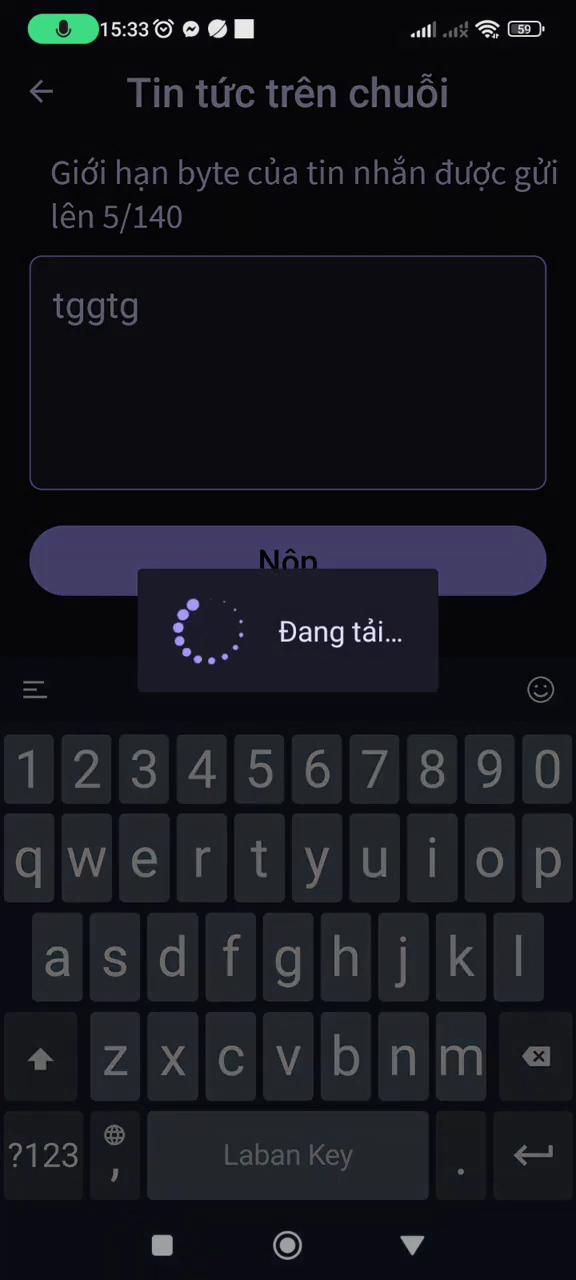 15:33
59
Tin tức trên chuỗi
Giới hạn byte của tin nhắn được gửi
lên 5/140
tggtg
Nộp
Đang tải...
1 2 3 4 5 6 7 8 9 0
q w e r t y u i o p
a s d f g h j k l
z x c v b n m
?123 , Laban Key .